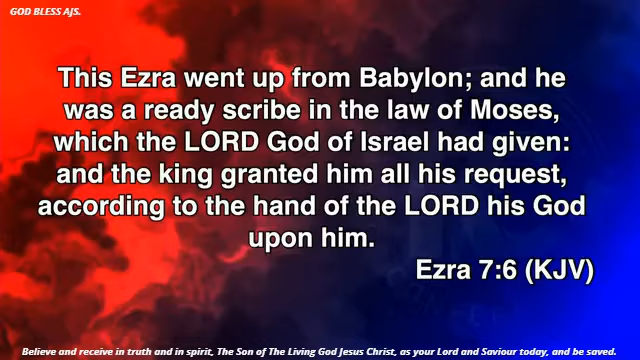 GOD BLESS AJS.
This Ezra went up from Babylon; and he
was a ready scribe in the law of Moses,
which the LORD God of Israel had given:
and the king granted him all his request,
according to the hand of the LORD his God
upon him.
Ezra 7:6 (KJV)
Believe and receive in truth and in spirit, The Son of The Living God Jesus Christ, as your Lord and Saviour today, and be saved.